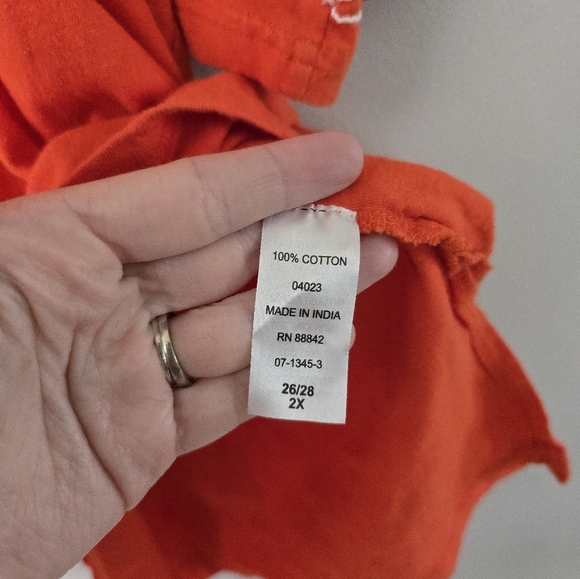 100% COTTON
04023
MADE IN INDIA
RN 88842
07-1345-3
26/28
2X